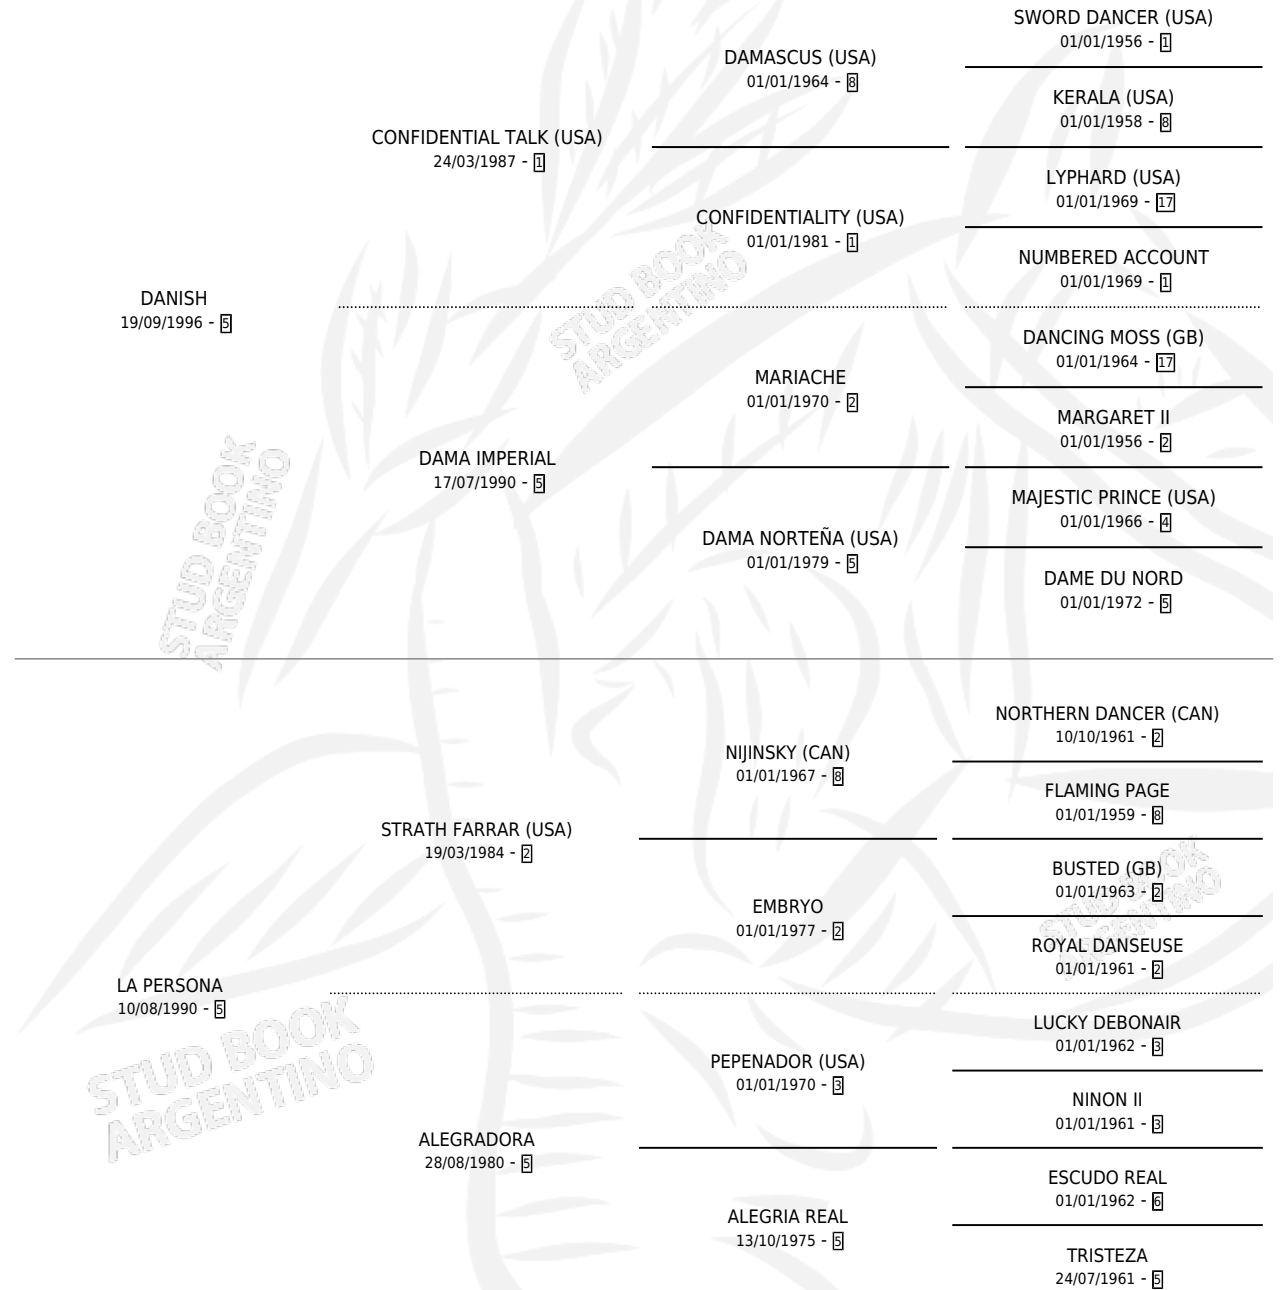 SWORD DANCER (USA)
01/01/1956 - 1
DAMASCUS (USA)
01/01/1964 - 8
KERALA (USA)
01/01/1958 - 8
CONFIDENTIAL TALK (USA)
24/03/1987 - 1
LYPHARD (USA)
01/01/1969 - 17
CONFIDENTIALITY (USA)
01/01/1981 - 1
NUMBERED ACCOUNT
01/01/1969 - 1
DANISH
19/09/1996 - 5
DANCING MOSS (GB)
01/01/1964 - 17
MARIACHE
01/01/1970 - 2
MARGARET II
01/01/1956 - 2
DAMA IMPERIAL
17/07/1990 - 5
MAJESTIC PRINCE (USA)
01/01/1966 - 4
DAMA NORTEÑA (USA)
01/01/1979 - 5
DAME DU NORD
01/01/1972 - 5
STUD BOOK
ARGENTINO
STUD BOOK
ARGENTINO
NORTHERN DANCER (CAN)
10/10/1961 - 2
NIJINSKY (CAN)
01/01/1967 - 8
FLAMING PAGE
01/01/1959 - 8
STRATH FARRAR (USA)
19/03/1984 - 2
BUSTED (GB)
01/01/1963 - 2
EMBRYO
01/01/1977 - 2
ROYAL DANSEUSE
01/01/1961 - 2
LA PERSONA
10/08/1990 - 5
LUCKY DEBONAIR
01/01/1962 - 3
PEPENADOR (USA)
01/01/1970 - 3
NINON II
01/01/1961 - 3
ALEGRADORA
28/08/1980 - 5
ESCUDO REAL
01/01/1962 - 6
ALEGRIA REAL
13/10/1975 - 5
TRISTEZA
24/07/1961 - 5
STUD BOOK
ARGENTINO
STUD BOOK
ARGENTINO